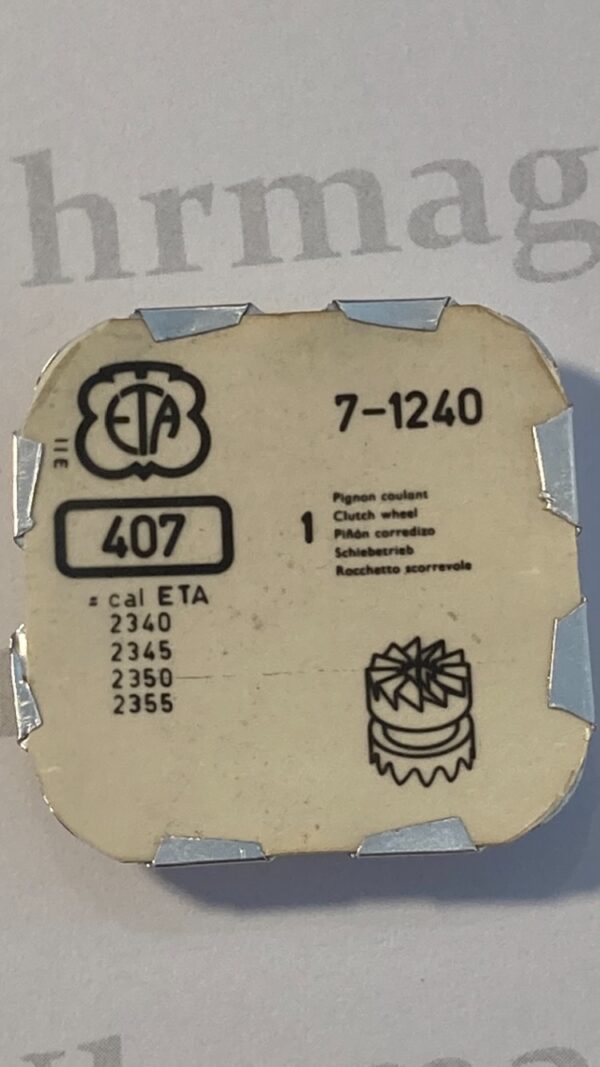 hrmag
ETA
7-1240
407
1
Pignon coulant
Clutch wheel
Piñón corredizo
Schiebetrieb
Rocchetto scorrevole
= cal ETA
2340
2345
2350
2355